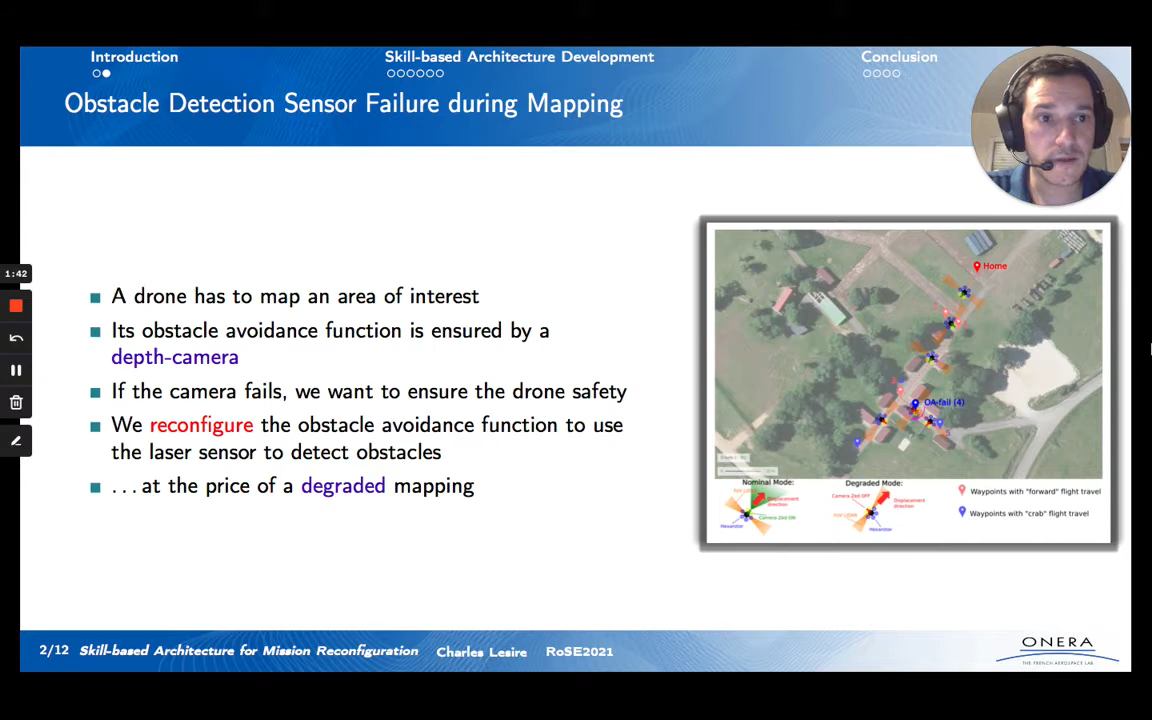 Introduction
Skill-based Architecture Development
Conclusion
Obstacle Detection Sensor Failure during Mapping
1:42
A drone has to map an area of interest
Its obstacle avoidance function is ensured by a
depth-camera
If the camera fails, we want to ensure the drone safety
We reconfigure the obstacle avoidance function to use
the laser sensor to detect obstacles
...at the price of a degraded mapping
Home
OA fail (4)
Nominal Mode:
Displacement
direction
Camera Zed ON
Hexarotor
Degraded Mode:
Camera Zed OFF
Displacement
direction
FoV LIDAR
Hexarotor
Waypoints with "forward" flight travel
Waypoints with "crab" flight travel
2/12 Skill-based Architecture for Mission Reconfiguration Charles Lesire RoSE2021
ONERA
THE FRENCH AEROSPACE LAB